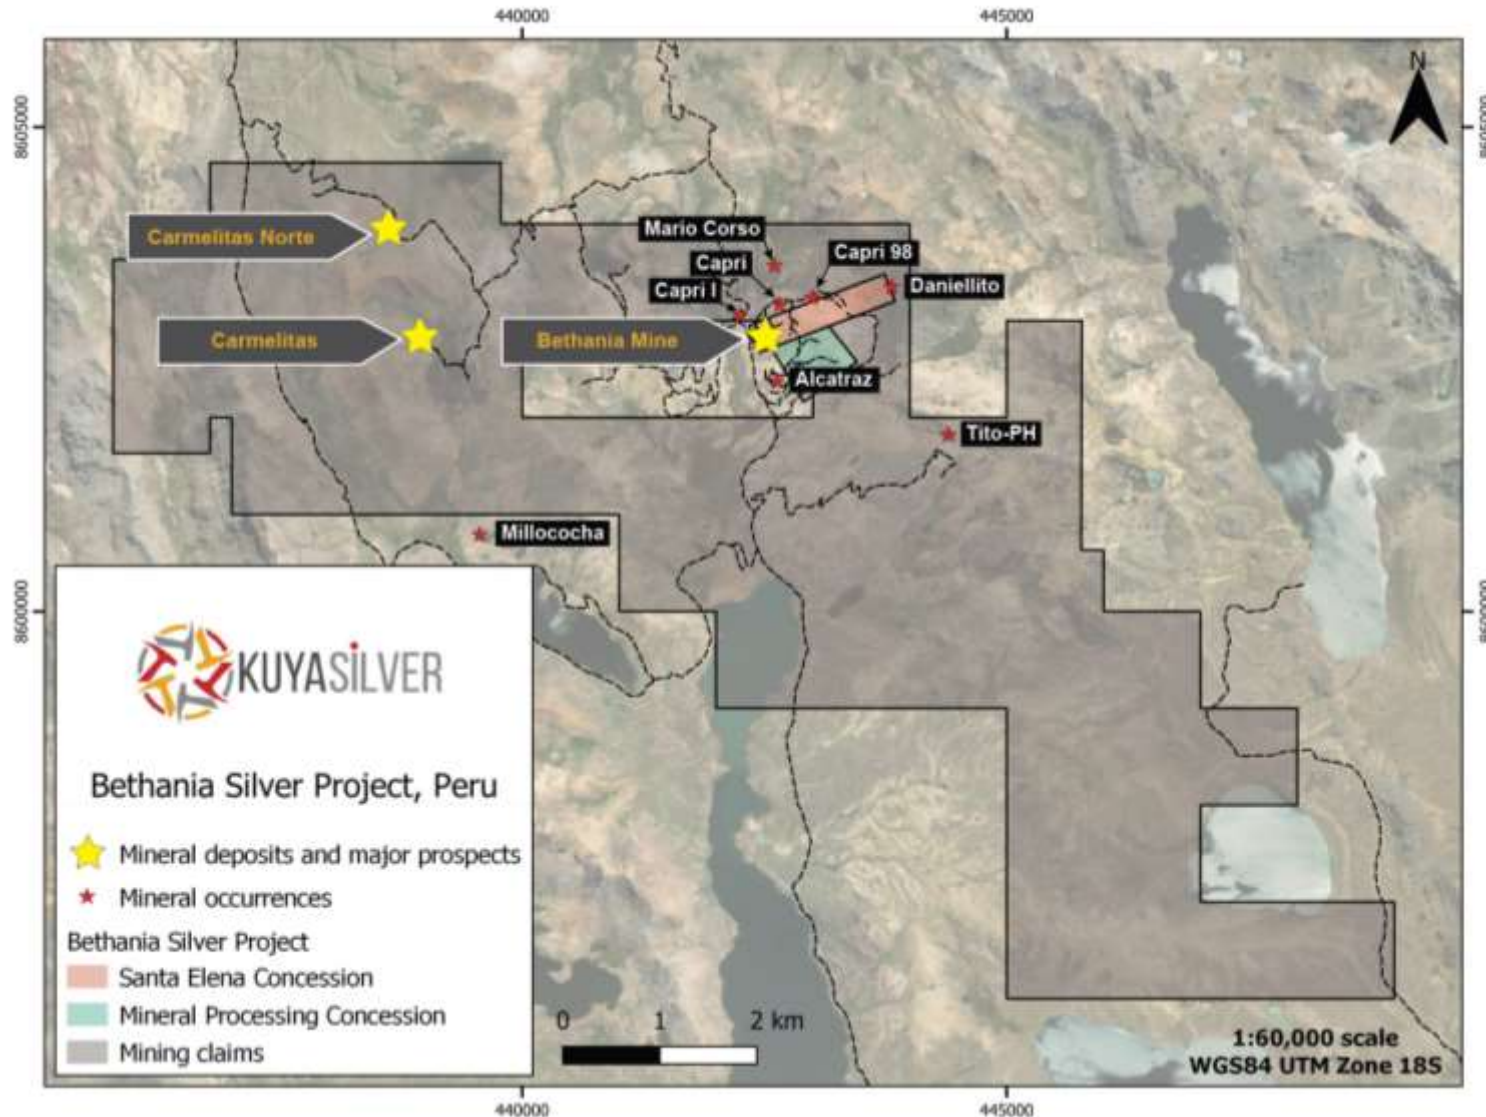 440000
445000
N
8605000
8605000
Carmelitas Norte
Mario Corso
Capri
Capri 98
Capri I
Daniellito
Carmelitas
Bethania Mine
Alcatraz
Tito-PH
Millococha
8600000
8600000
KUYASILVER
Bethania Silver Project, Peru
Mineral deposits and major prospects
Mineral occurrences
Bethania Silver Project
Santa Elena Concession
Mineral Processing Concession
Mining claims
0 1 2 km
1:60,000 scale
WGS84 UTM Zone 18S
440000
445000